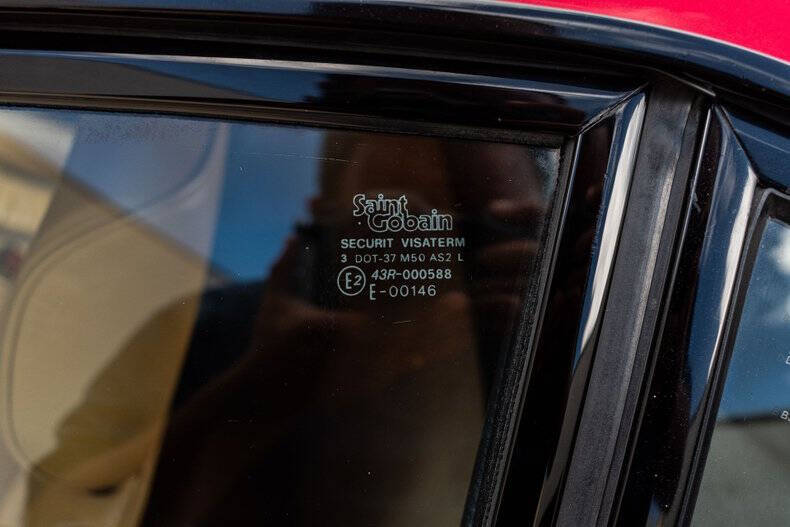 Saint
Gobain
SECURIT VISATERM
3 DOT-37 M50 AS2 L
E2 43R-000588
E-00146